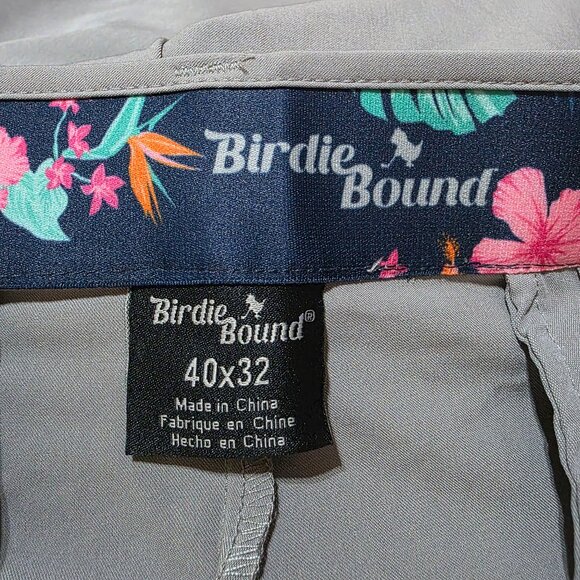 Birdie
Bound
Birdie
Bound®
40x32
Made in China
Fabrique en Chine
Hecho en China